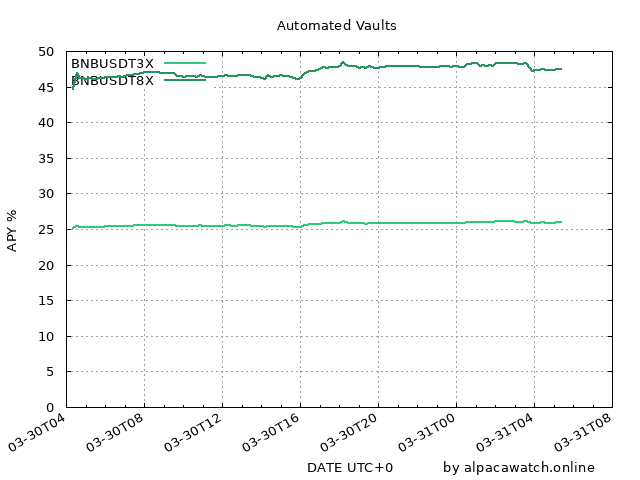 Automated Vaults
BNBUSDT3X
BNBUSDT8X
APY %
50
45
40
35
30
25
20
15
10
5
0
03-30T04
03-30T08
03-30T12
03-30T16
03-30T20
03-31T00
03-31T04
03-31T08
DATE UTC+0
by alpacawatch.online